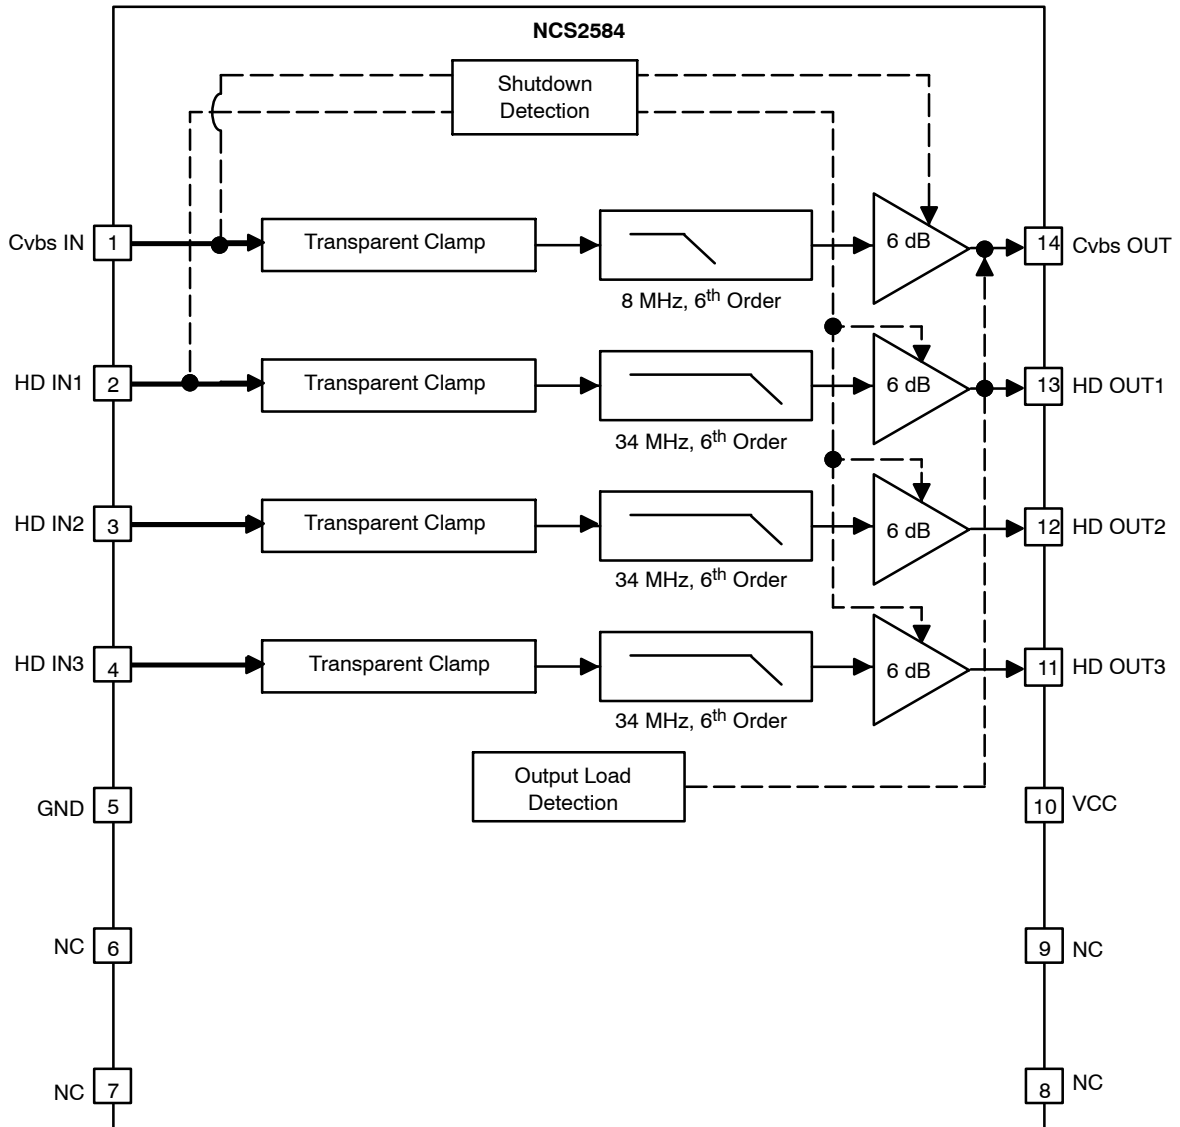 NCS2584
Shutdown
Detection
Cvbs IN 1 Transparent Clamp 6 dB 14 Cvbs OUT
8 MHz, 6th Order
HD IN1 2 Transparent Clamp 6 dB 13 HD OUT1
34 MHz, 6th Order
HD IN2 3 Transparent Clamp 6 dB 12 HD OUT2
34 MHz, 6th Order
HD IN3 4 Transparent Clamp 6 dB 11 HD OUT3
34 MHz, 6th Order
Output Load
Detection
GND 5 10 VCC
NC 6 9 NC
NC 7 8 NC